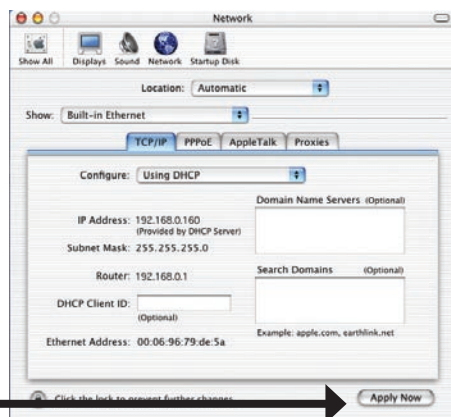 Network
Show All Displays Sound Network Startup Disk
Location: Automatic
Show: Built-in Ethernet
TCP/IP PPPoE AppleTalk Proxies
Configure: Using DHCP
Domain Name Servers (Optional)
IP Address: 192.168.0.160
(Provided by DHCP Server)
Subnet Mask: 255.255.255.0
Router: 192.168.0.1
Search Domains (Optional)
DHCP Client ID:
(Optional)
Example: apple.com, earthlink.net
Ethernet Address: 00:06:96:79:de:5a
Click the lock to prevent further changes.
Apply Now